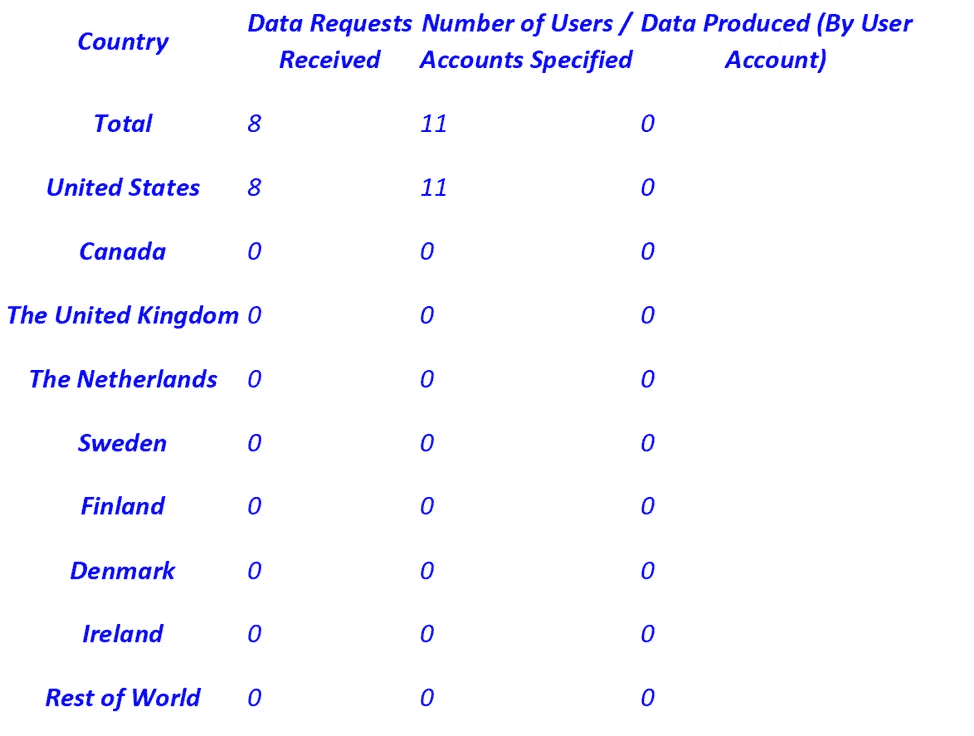 Country Data Requests Number of Users / Data Produced (By User
Received Accounts Specified Account)
Total 8 11 0
United States 8 11 0
Canada 0 0 0
The United Kingdom 0 0 0
The Netherlands 0 0 0
Sweden 0 0 0
Finland 0 0 0
Denmark 0 0 0
Ireland 0 0 0
Rest of World 0 0 0